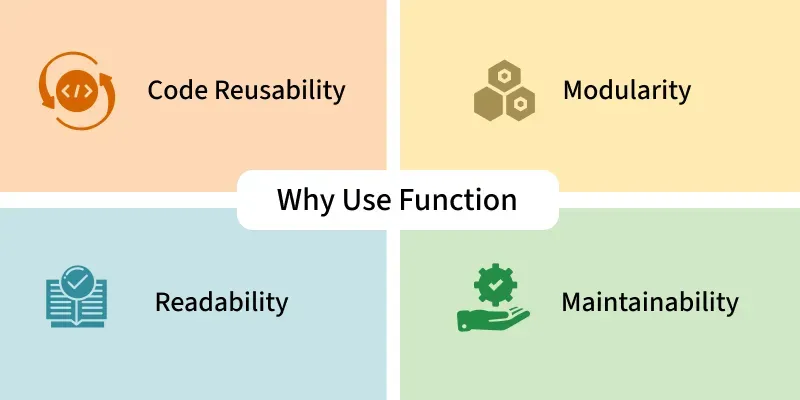 Code Reusability
Modularity
Why Use Function
Readability
Maintainability